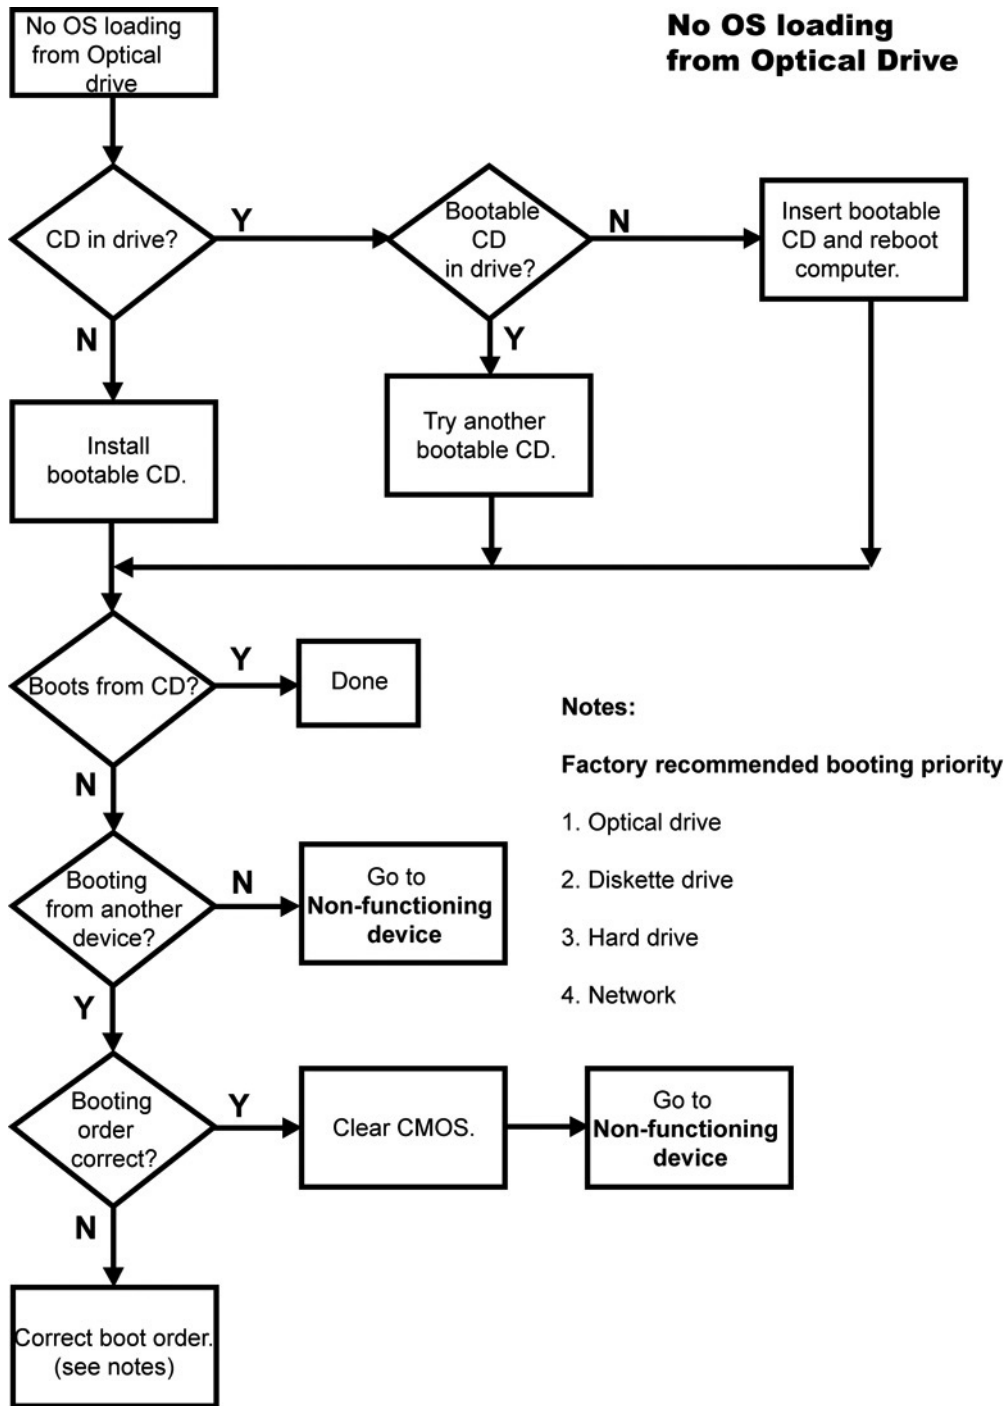 No OS loading
from Optical
drive
No OS loading
from Optical Drive
CD in drive?
Y
Bootable
CD
in drive?
N
Insert bootable
CD and reboot
computer.
N
Y
Install
bootable CD.
Try another
bootable CD.
Boots from CD?
Y
Done
N
Notes:
Factory recommended booting priority
1. Optical drive
2. Diskette drive
3. Hard drive
4. Network
Booting
from another
device?
N
Go to
Non-functioning
device
Y
Booting
order
correct?
Y
Clear CMOS.
Go to
Non-functioning
device
N
Correct boot order.
(see notes)